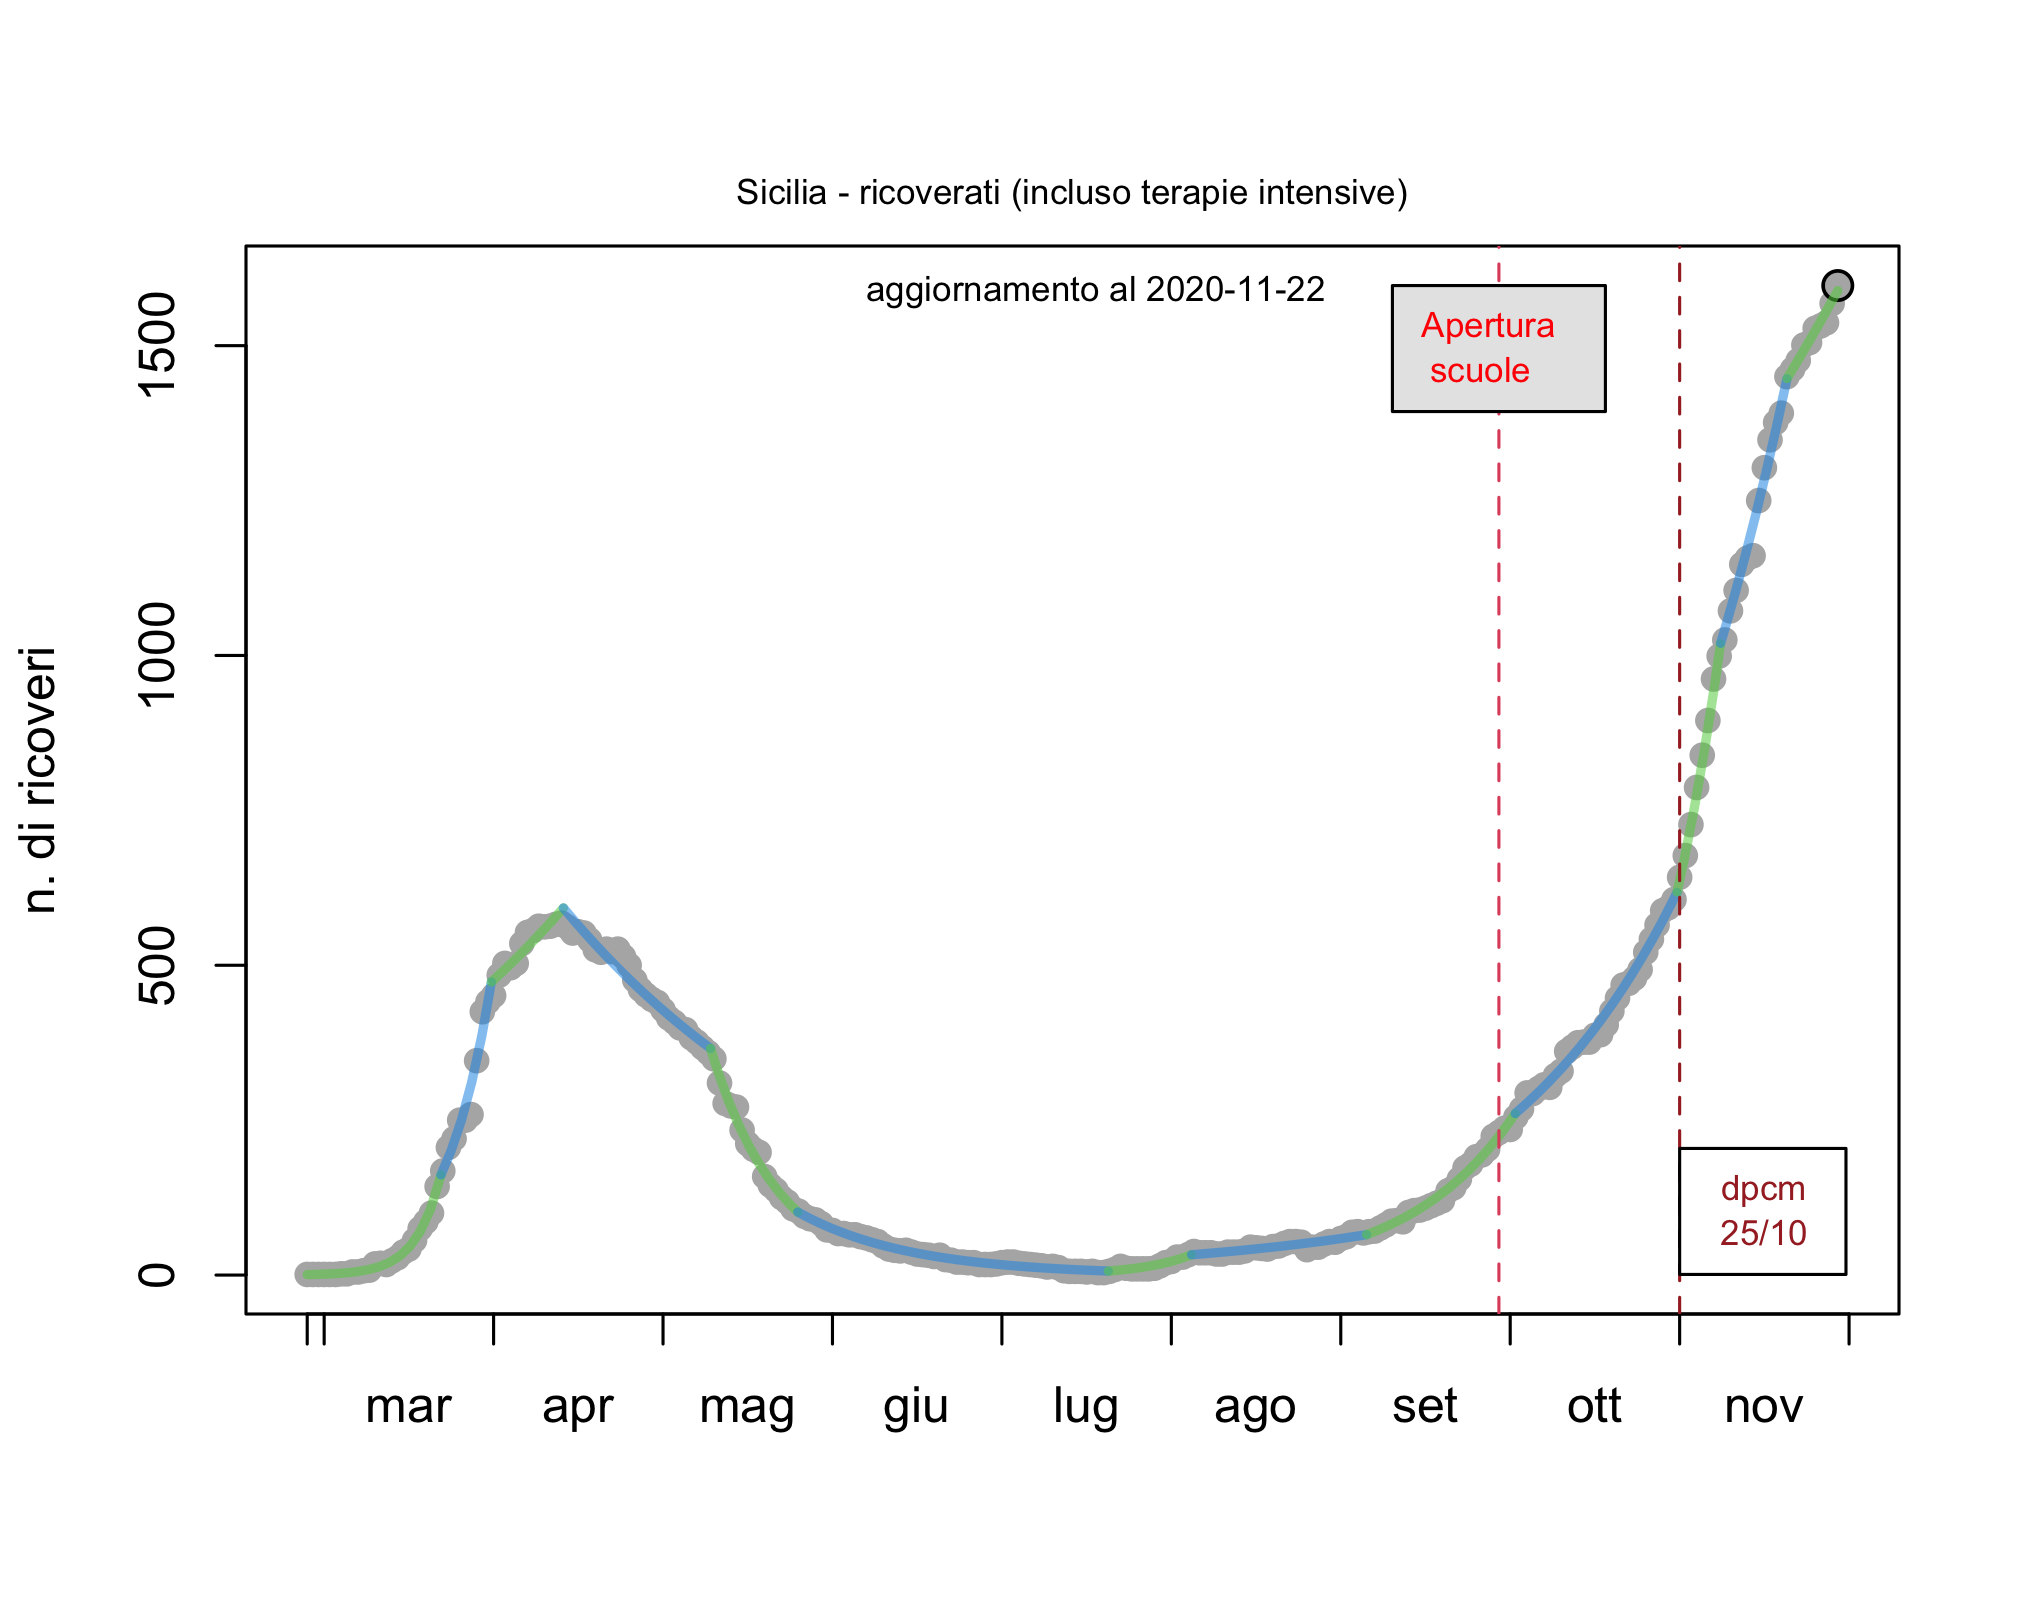 Sicilia - ricoverati (incluso terapie intensive)
aggiornamento al 2020-11-22
Apertura
scuole
n. di ricoveri
1500
1000
500
0
dpcm
25/10
mar apr mag giu lug ago set ott nov